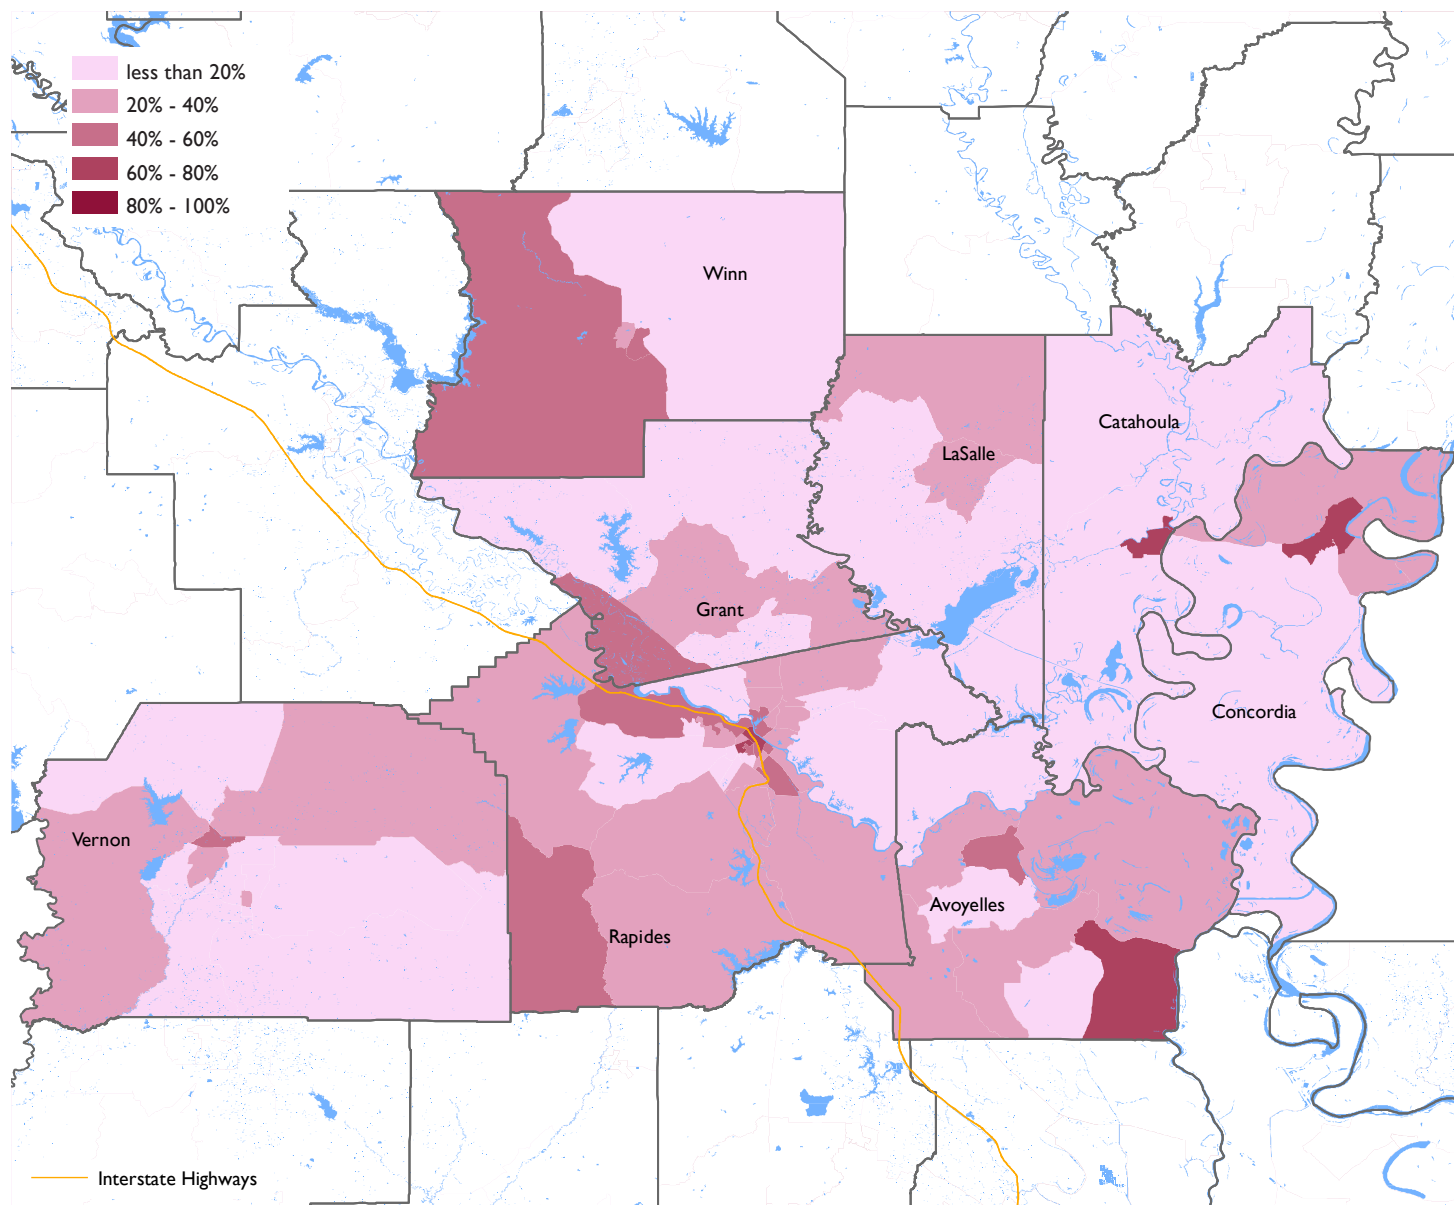 less than 20%
20% - 40%
40% - 60%
60% - 80%
80% - 100%
Winn
Catahoula
LaSalle
Grant
Concordia
Vernon
Avoyelles
Rapides
Interstate Highways